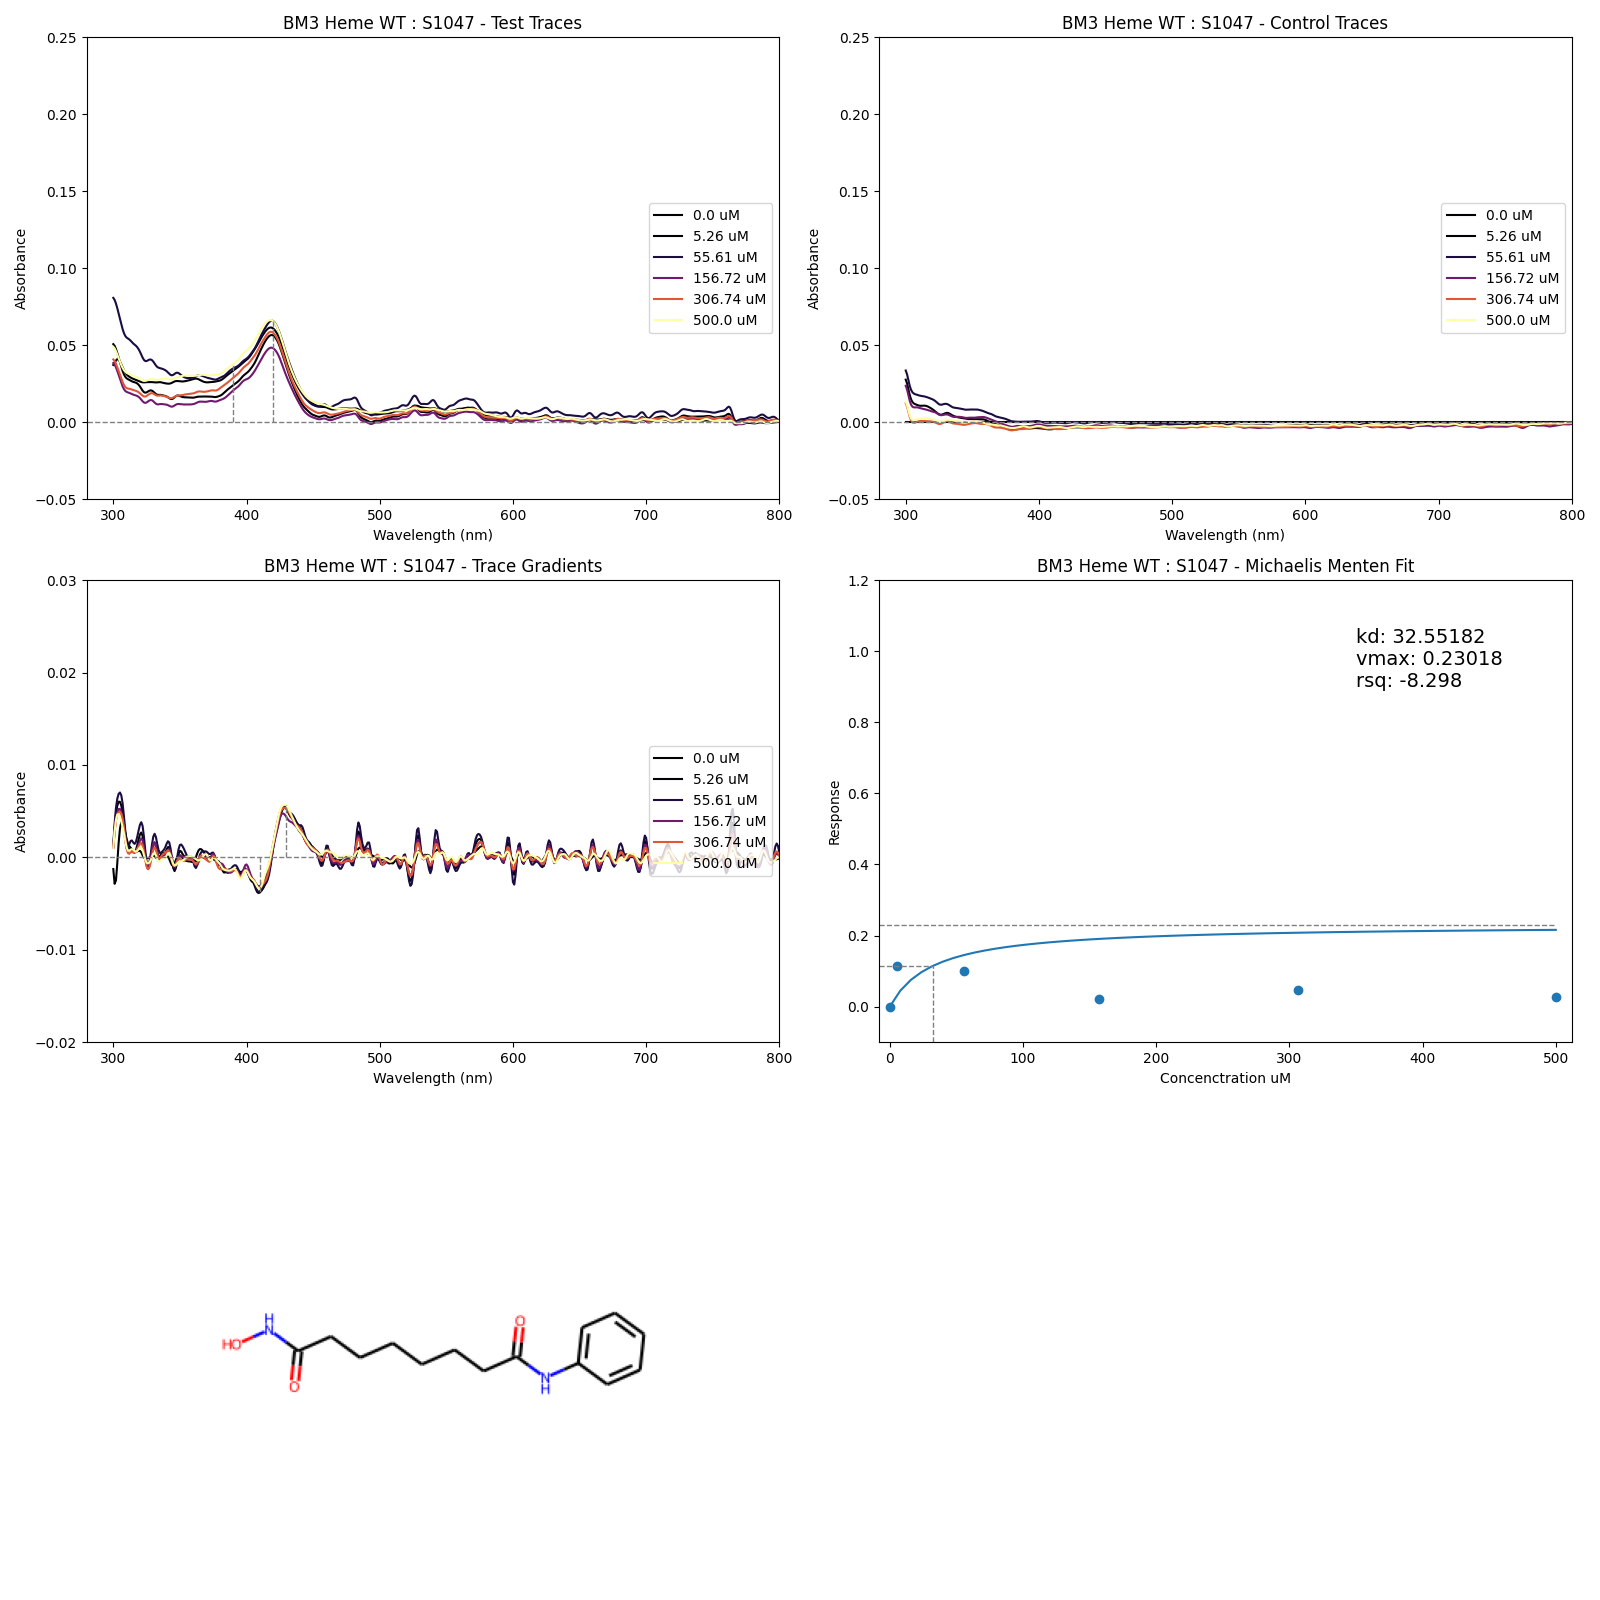 BM3 Heme WT : S1047 - Test Traces
Absorbance
0.25
0.20
0.15
0.10
0.05
0.00
−0.05
300 400 500 600 700 800
Wavelength (nm)
0.0 uM
5.26 uM
55.61 uM
156.72 uM
306.74 uM
500.0 uM
BM3 Heme WT : S1047 - Control Traces
Absorbance
0.25
0.20
0.15
0.10
0.05
0.00
−0.05
300 400 500 600 700 800
Wavelength (nm)
0.0 uM
5.26 uM
55.61 uM
156.72 uM
306.74 uM
500.0 uM
BM3 Heme WT : S1047 - Trace Gradients
Absorbance
0.03
0.02
0.01
0.00
−0.01
−0.02
300 400 500 600 700 800
Wavelength (nm)
0.0 uM
5.26 uM
55.61 uM
156.72 uM
306.74 uM
500.0 uM
BM3 Heme WT : S1047 - Michaelis Menten Fit
Response
1.2
1.0
0.8
0.6
0.4
0.2
0.0
0 100 200 300 400 500
Concenctration uM
kd: 32.55182
vmax: 0.23018
rsq: -8.298
HO
H
N
O
O
N
H